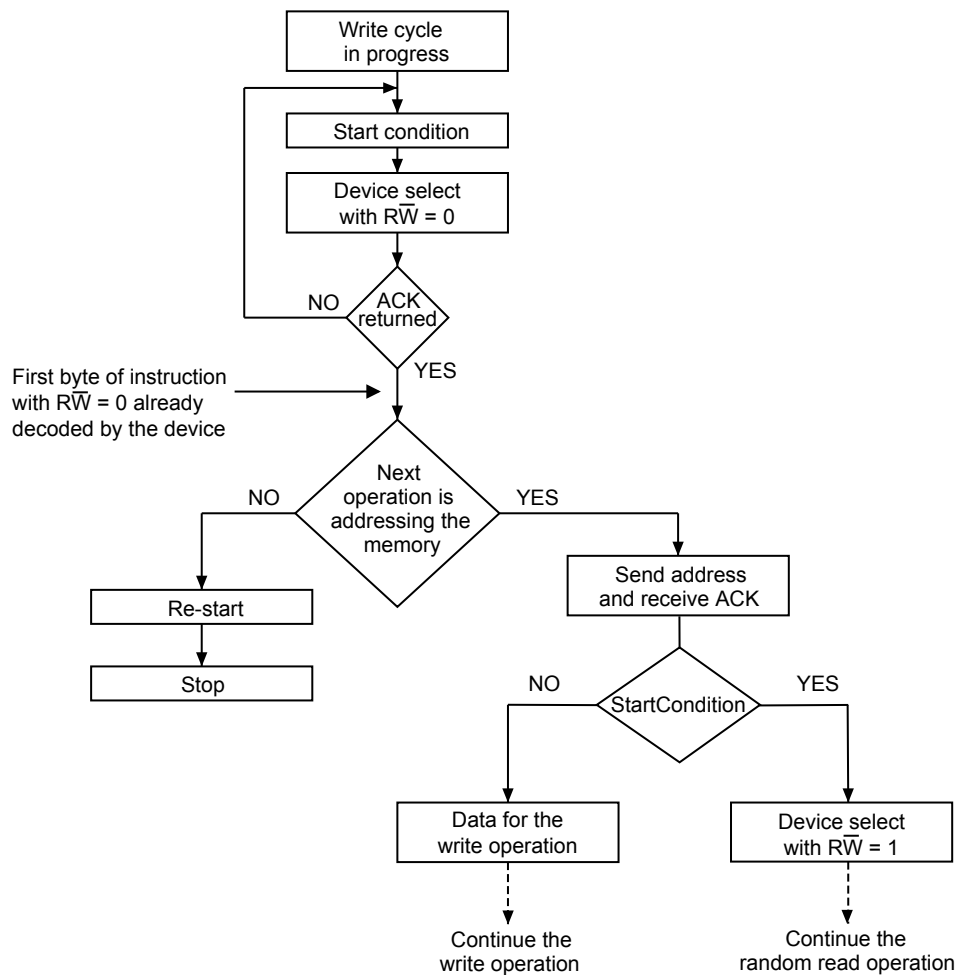 Write cycle
in progress
Start condition
Device select
with RW̅ = 0
NO
ACK
returned
YES
First byte of instruction
with RW̅ = 0 already
decoded by the device
NO
Next
operation is
addressing the
memory
YES
Send address
and receive ACK
Re-start
Stop
NO
StartCondition
YES
Data for the
write operation
Device select
with RW̅ = 1
Continue the
write operation
Continue the
random read operation